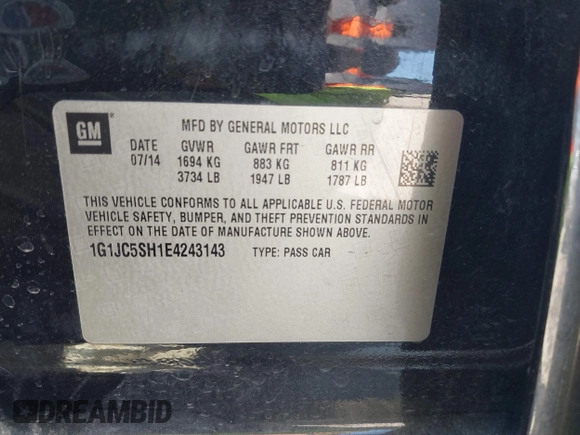 GM
MFD BY GENERAL MOTORS LLC
DATE GVWR GAWR FRT GAWR RR
07/14 1694 KG 883 KG 811 KG
3734 LB 1947 LB 1787 LB
THIS VEHICLE CONFORMS TO ALL APPLICABLE U.S. FEDERAL MOTOR
VEHICLE SAFETY, BUMPER, AND THEFT PREVENTION STANDARDS IN
EFFECT ON THE DATE OF MANUFACTURE SHOWN ABOVE.
1G1JC5SH1E4243143 TYPE: PASS CAR
DREAMBID